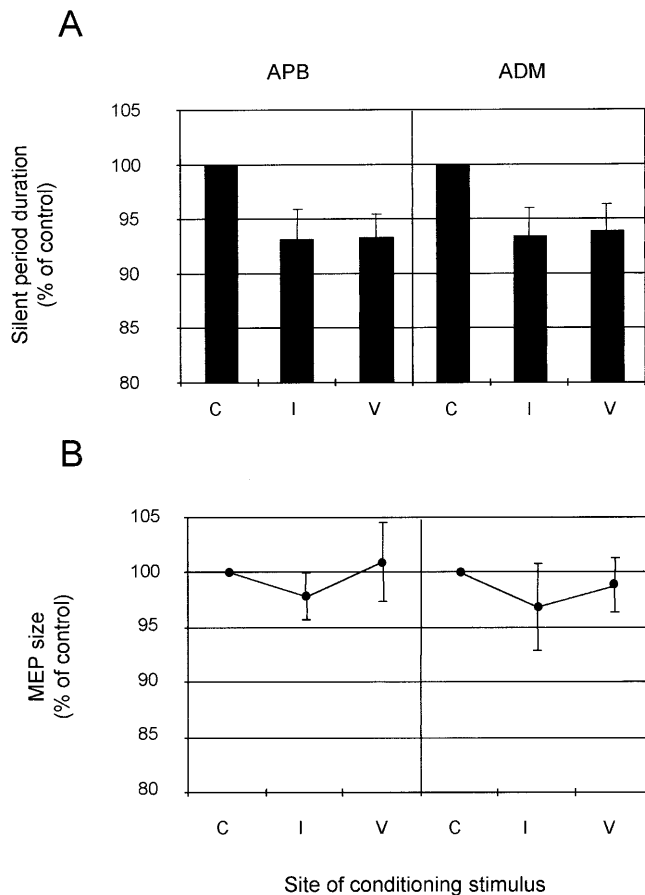 A
APB ADM
Silent period duration
(% of control)
105
100
95
90
85
80
C I V C I V
B
MEP size
(% of control)
105
100
95
90
85
80
C I V C I V
Site of conditioning stimulus